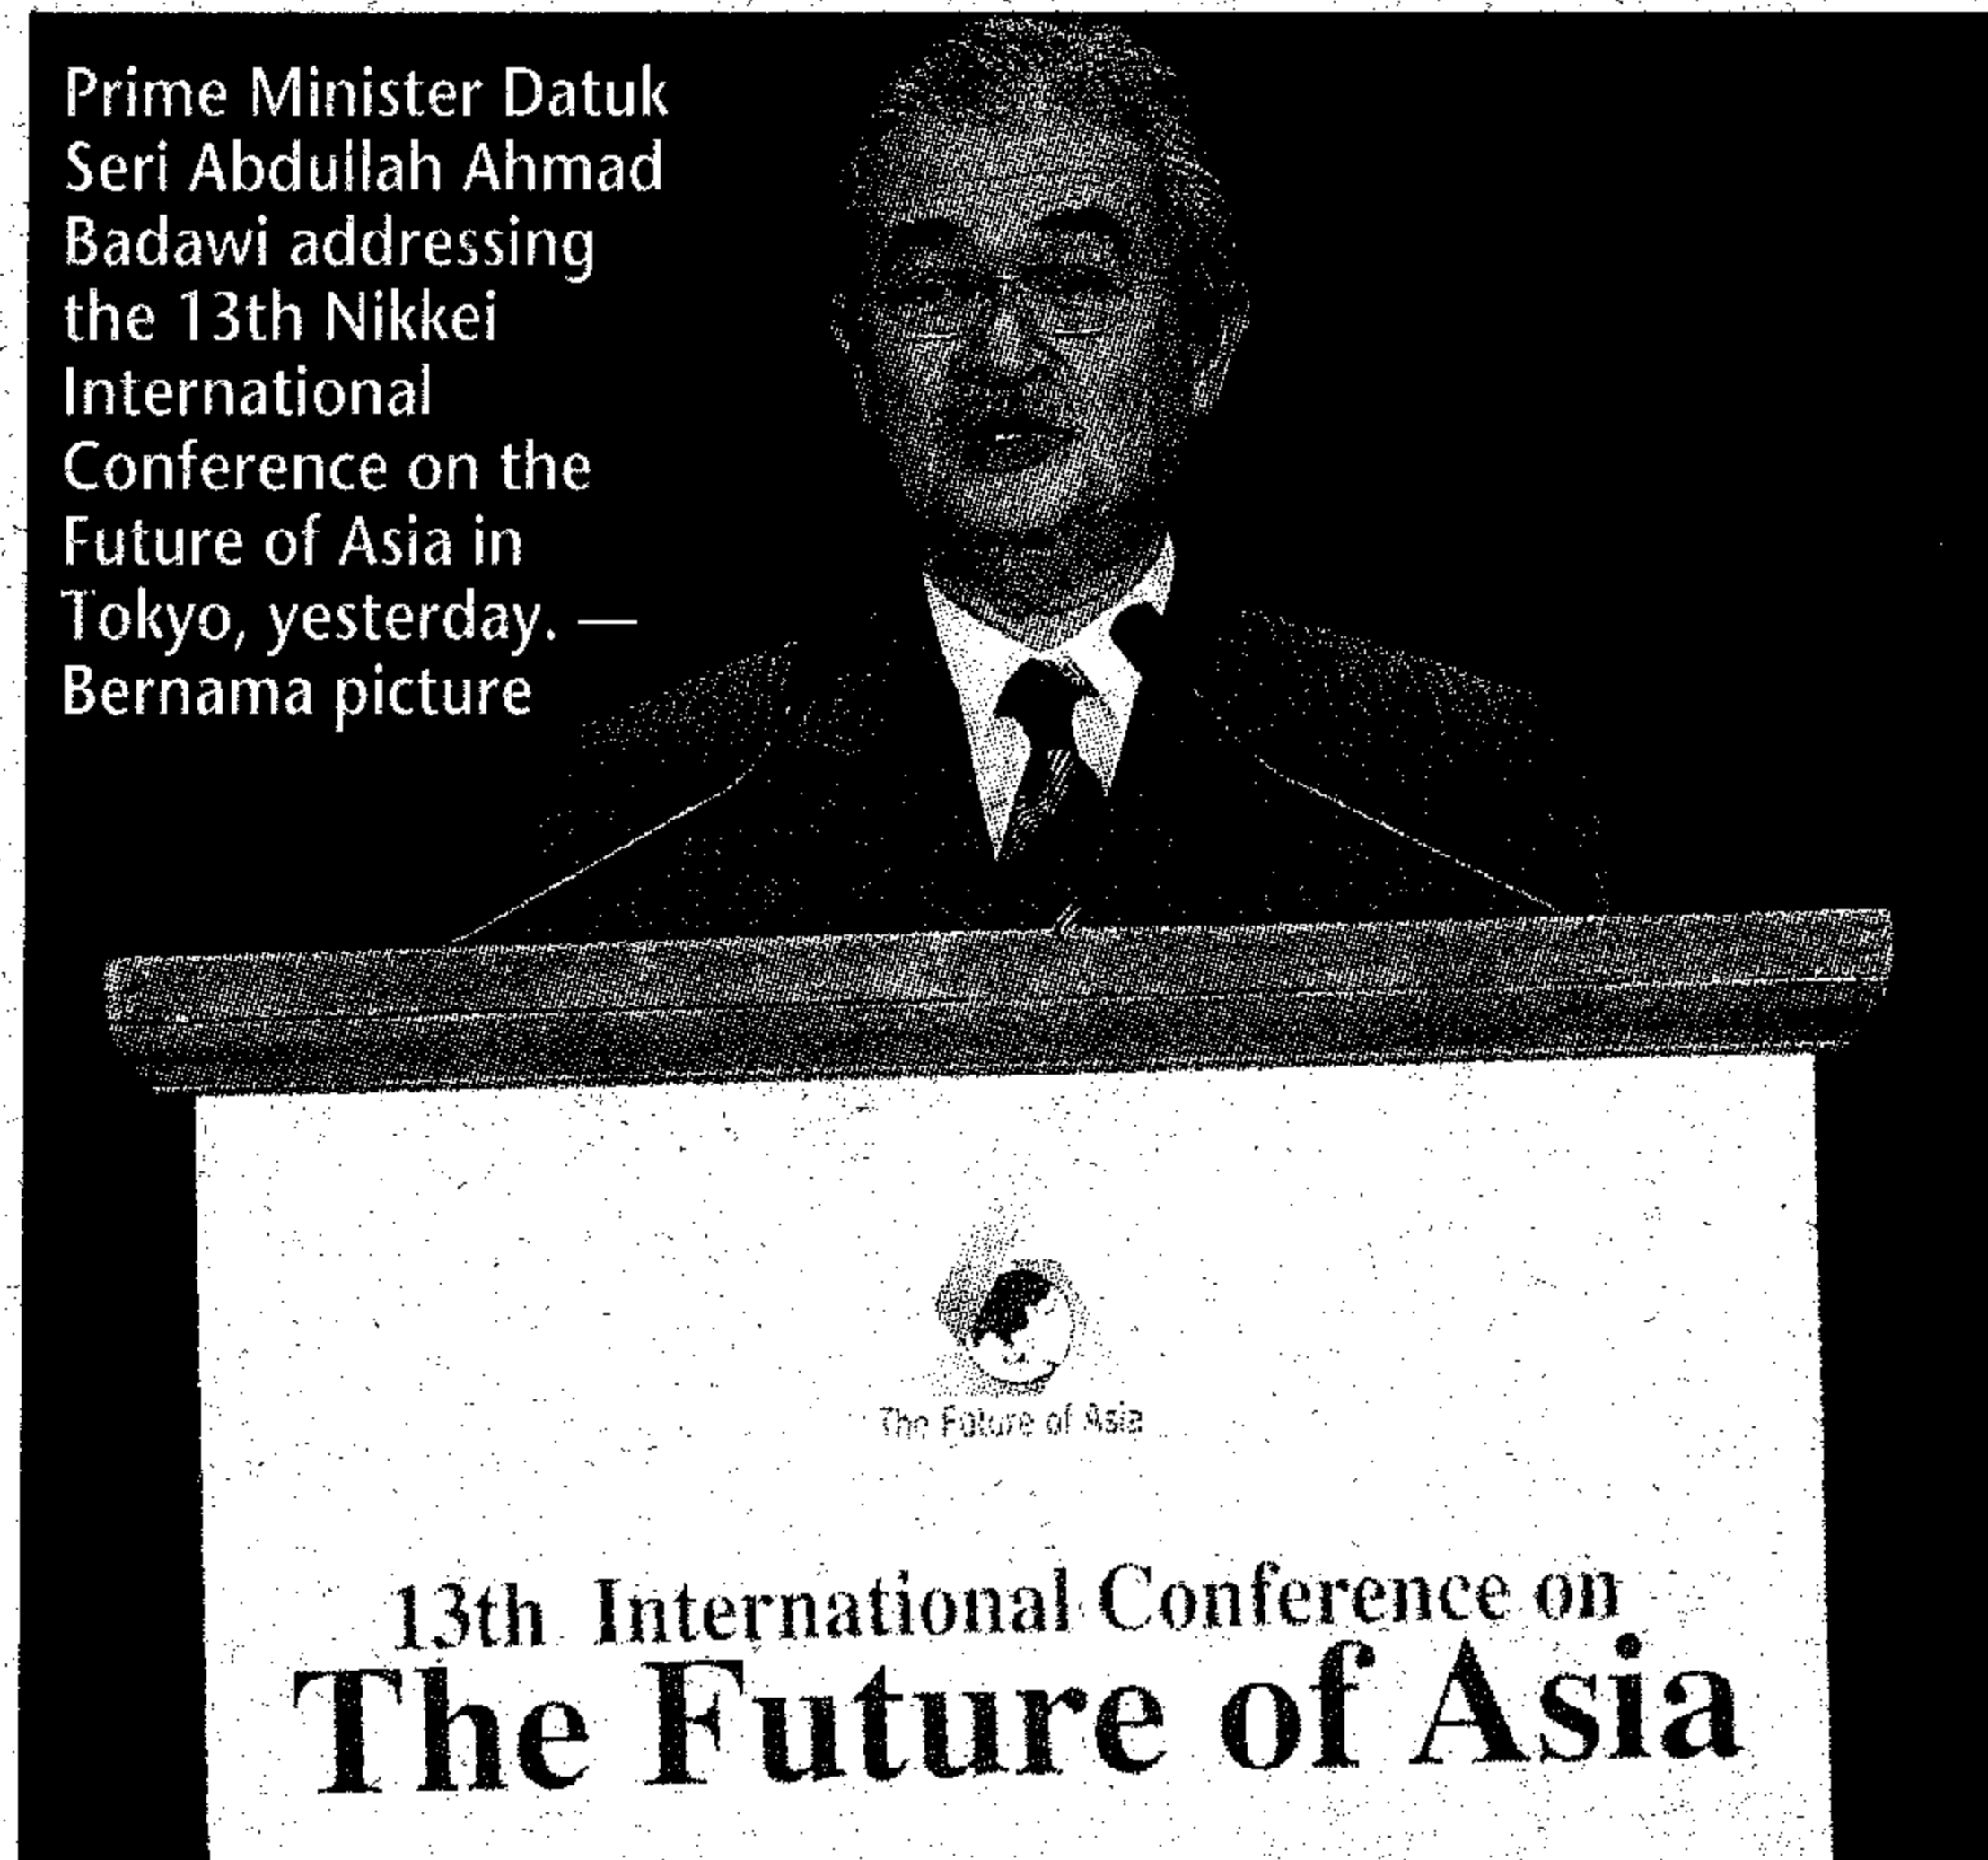 Prime Minister Datuk
Seri Abdullah Ahmad
Badawi addressing
the 13th Nikkei
International
Conference on the
Future of Asia in
Tokyo, yesterday. —
Bernama picture
The Future of Asia
13th International Conference on
The Future of Asia